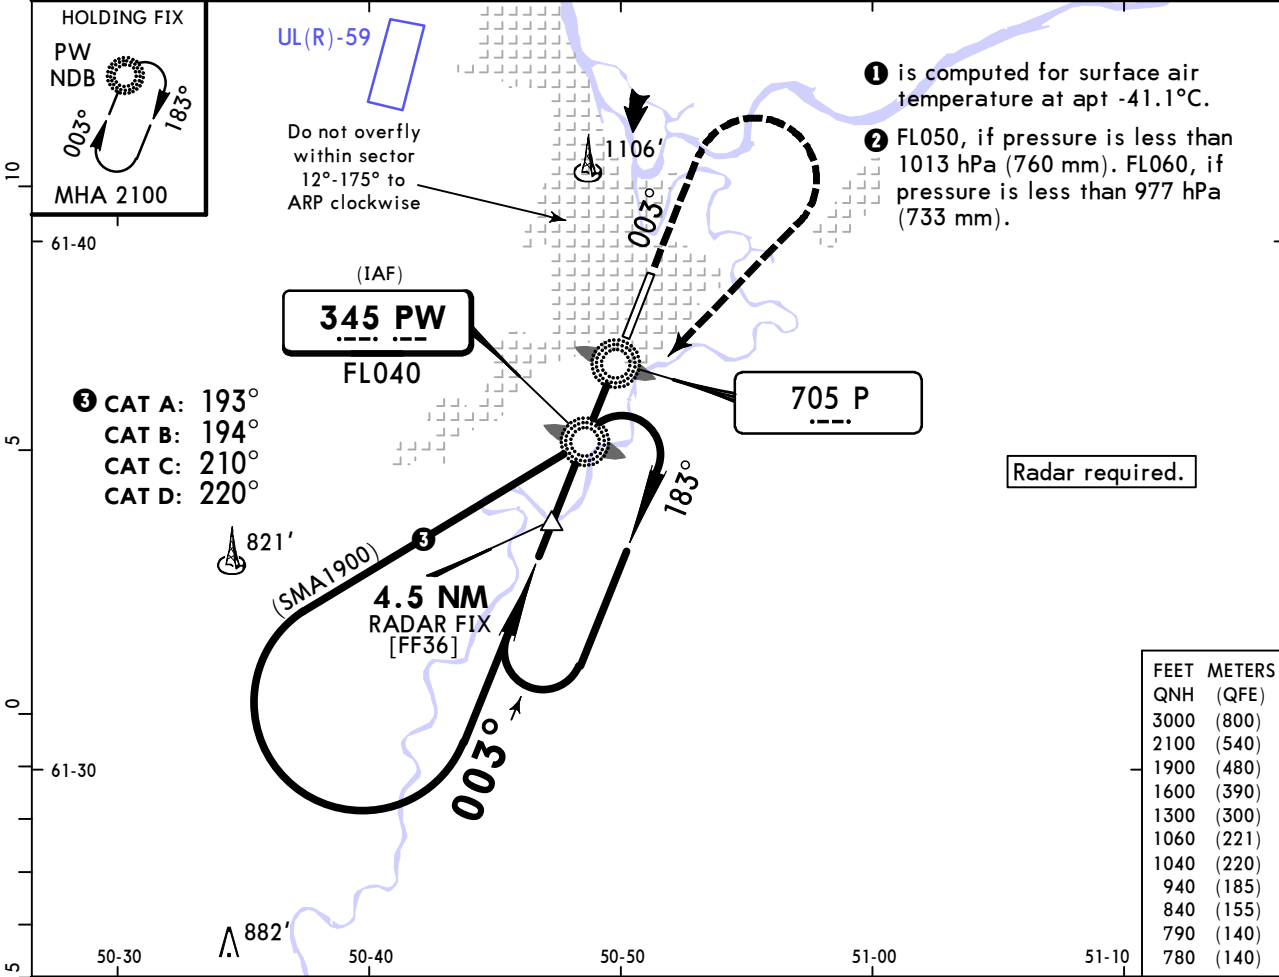 HOLDING FIX
PW
NDB
003°
183°
MHA 2100
UL(R)-59
Do not overfly
within sector
12°-175° to
ARP clockwise
1106'
003°
1 is computed for surface air
temperature at apt -41.1°C.
2 FL050, if pressure is less than
1013 hPa (760 mm). FL060, if
pressure is less than 977 hPa
(733 mm).
10
61-40
(IAF)
345 PW
FL040
705 P
3 CAT A: 193°
CAT B: 194°
CAT C: 210°
CAT D: 220°
5
183°
Radar required.
821'
3
(SMA1900)
4.5 NM
RADAR FIX
[FF36]
003°
0
61-30
FEET METERS
QNH (QFE)
3000 (800)
2100 (540)
1900 (480)
1600 (390)
1300 (300)
1060 (221)
1040 (220)
940 (185)
840 (155)
790 (140)
780 (140)
882'
5
50-30
50-40
50-50
51-00
51-10